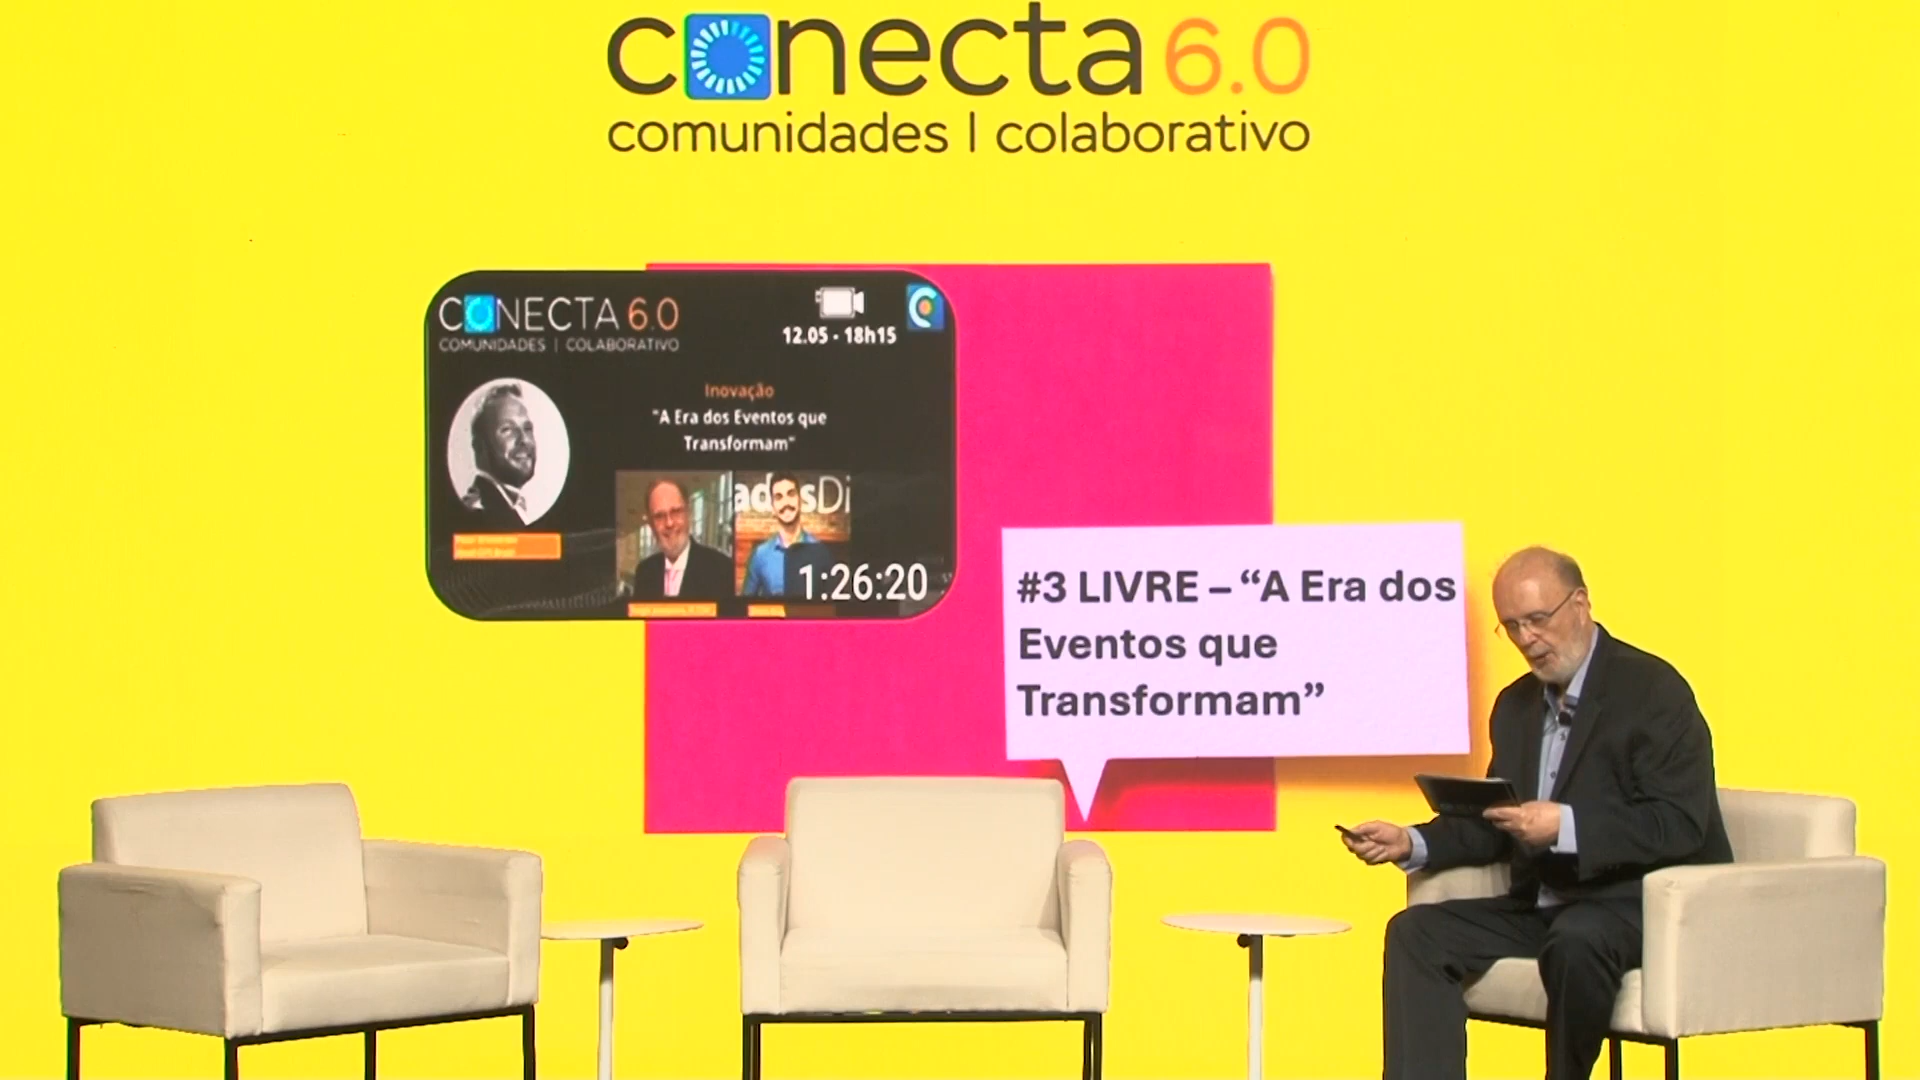 conecta 6.0
comunidades | colaborativo
CONECTA 6.0
COMUNIDADES | COLABORATIVO
12.05 - 18h15
Inovação
"A Era dos Eventos que
Transformam"
1:26:20
#3 LIVRE – “A Era dos
Eventos que
Transformam”